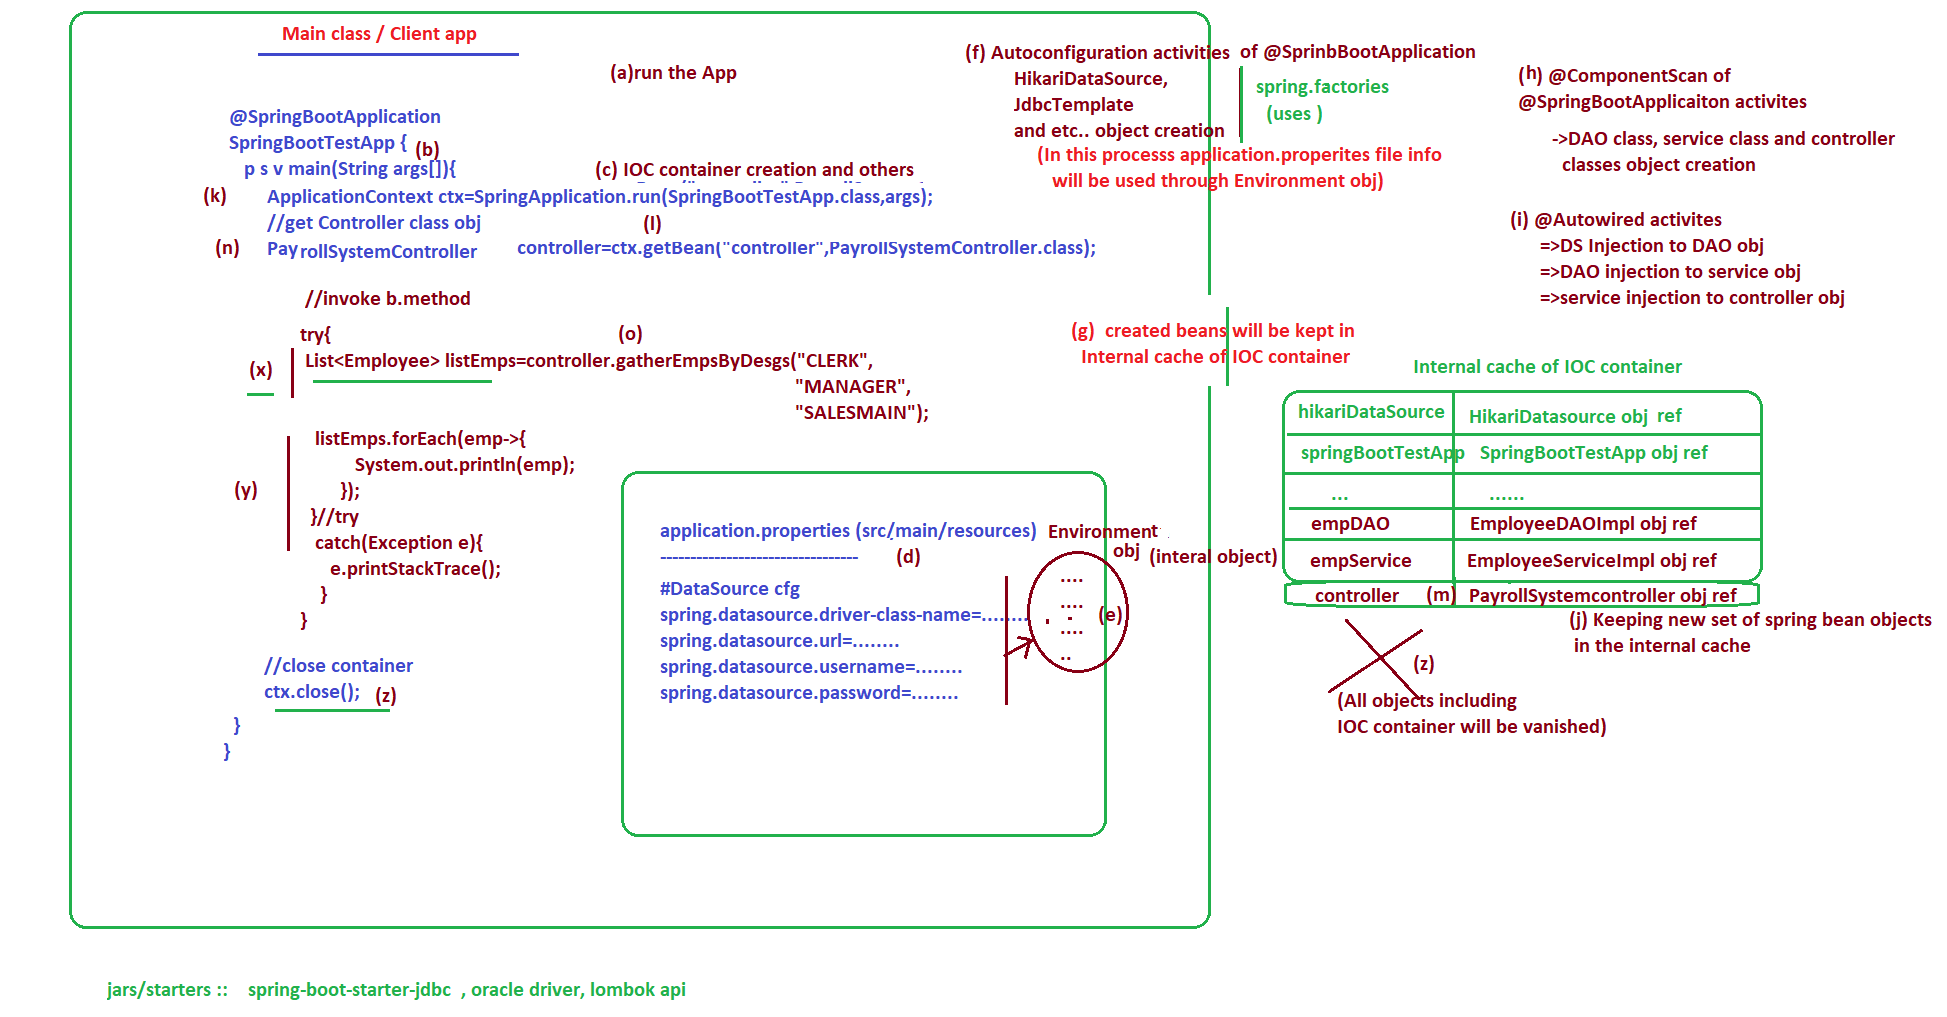 Main class / Client app
(a)run the App
@SpringBootApplication
SpringBootTestApp {
(b)
p s v main(String args[]){
(c) IOC container creation and others
(k)
ApplicationContext ctx=SpringApplication.run(SpringBootTestApp.class,args);
//get Controller class obj
(l)
(n)
PayrollSystemController controller=ctx.getBean("controller",PayrollSystemController.class);
//invoke b.method
try{
(o)
(x)
List<Employee> listEmps=controller.gatherEmpsByDesgs("CLERK",
"MANAGER",
"SALESMAIN");
listEmps.forEach(emp->{
System.out.println(emp);
(y)
});
}//try
catch(Exception e){
e.printStackTrace();
}
}
//close container
ctx.close(); (z)
}
}
application.properties (src/main/resources)
---------------------------------
(d)
#DataSource cfg
spring.datasource.driver-class-name=........
spring.datasource.url=........
spring.datasource.username=........
spring.datasource.password=........
Environment
obj (interal object)
....
....
(e)
....
..
(f) Autoconfiguration activities of @SprinbBootApplication
HikariDataSource,
JdbcTemplate
and etc.. object creation
spring.factories
(uses )
(In this processs application.properites file info
will be used through Environment obj)
(g) created beans will be kept in
Internal cache of IOC container
(h) @ComponentScan of
@SpringBootApplicaiton activites
->DAO class, service class and controller
classes object creation
(i) @Autowired activites
=>DS Injection to DAO obj
=>DAO injection to service obj
=>service injection to controller obj
Internal cache of IOC container
hikariDataSource HikariDatasource obj ref
springBootTestApp SpringBootTestApp obj ref
... ......
empDAO EmployeeDAOImpl obj ref
empService EmployeeServiceImpl obj ref
controller (m) PayrollSystemcontroller obj ref
(j) Keeping new set of spring bean objects
in the internal cache
(z)
(All objects including
IOC container will be vanished)
jars/starters :: spring-boot-starter-jdbc , oracle driver, lombok api